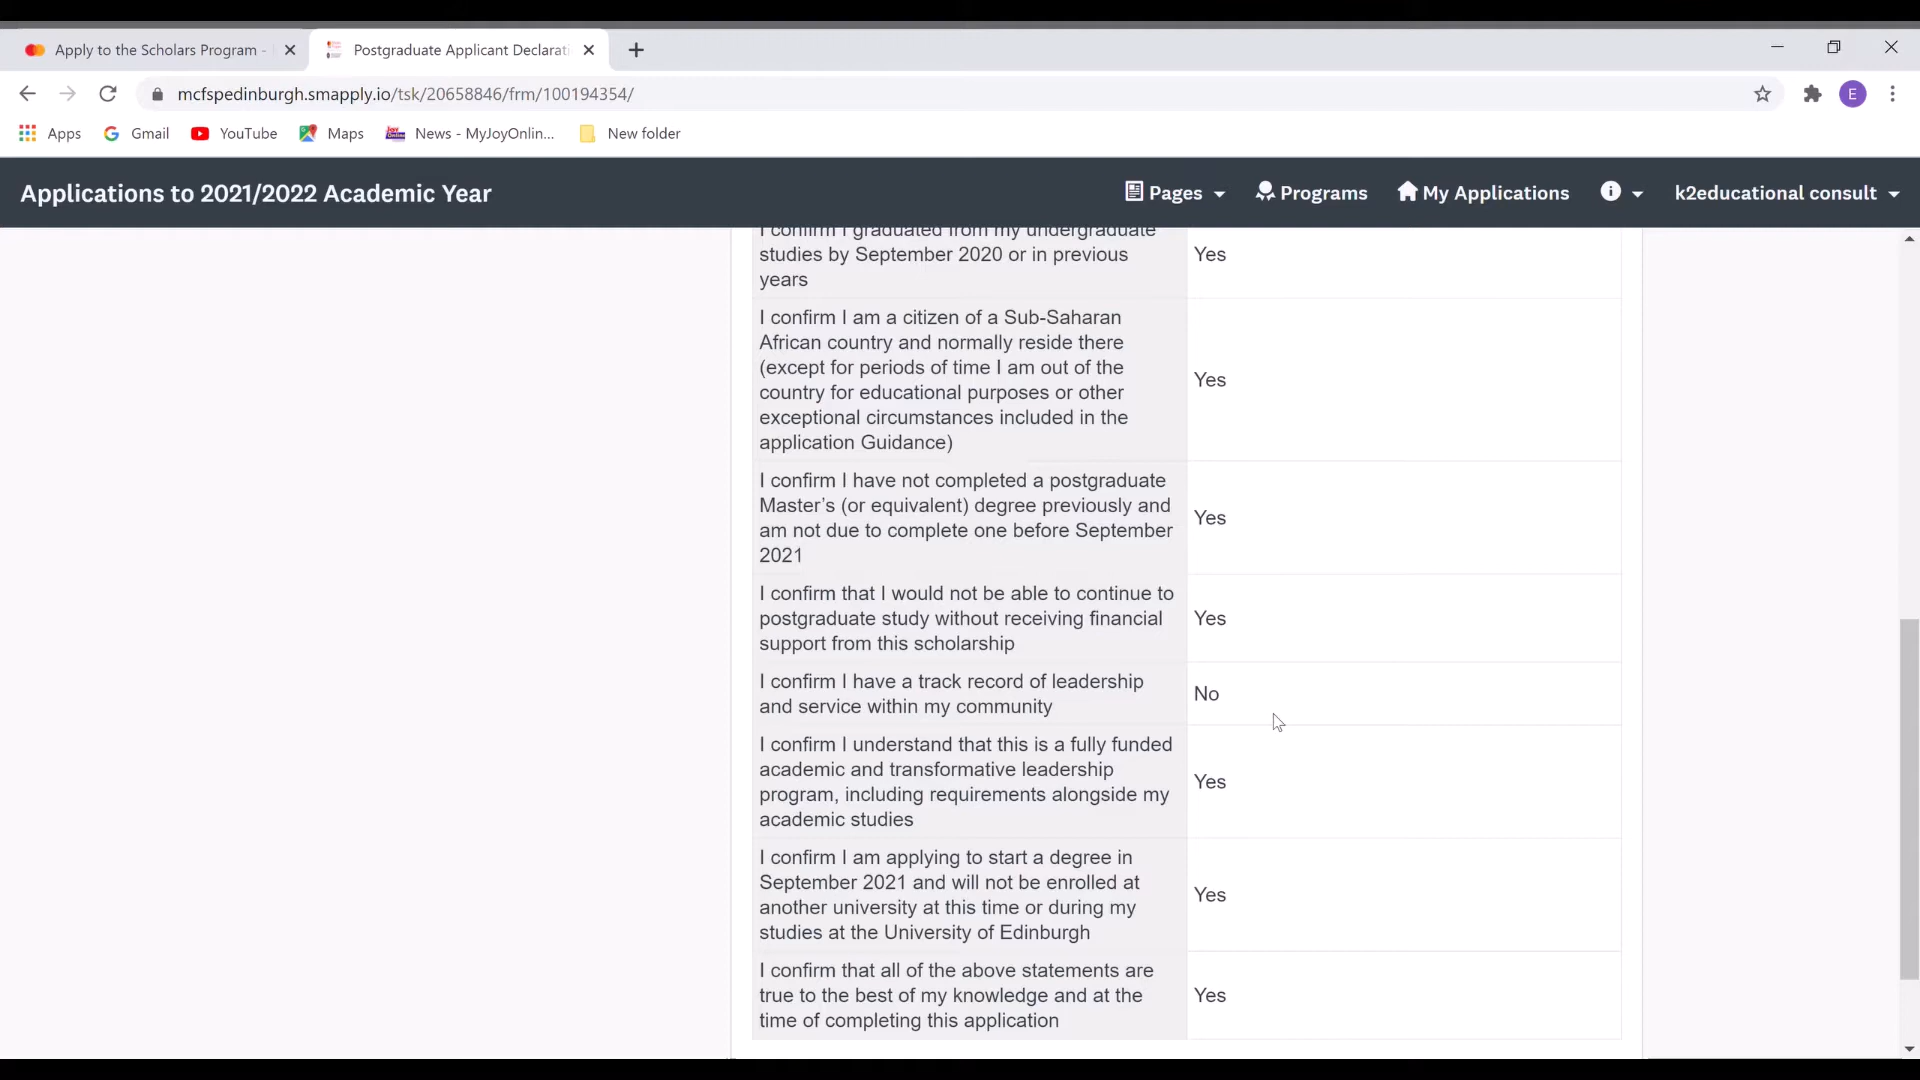 Apply to the Scholars Program -
Postgraduate Applicant Declarati
mcfspedinburgh.smapply.io/tsk/20658846/frm/100194354/
E
Apps
Gmail
YouTube
Maps
News - MyJoyOnlin...
New folder
Applications to 2021/2022 Academic Year
Pages
Programs
My Applications
k2educational consult
I confirm I graduated from my undergraduate
studies by September 2020 or in previous
years
Yes
I confirm I am a citizen of a Sub-Saharan
African country and normally reside there
(except for periods of time I am out of the
country for educational purposes or other
exceptional circumstances included in the
application Guidance)
Yes
I confirm I have not completed a postgraduate
Master's (or equivalent) degree previously and
am not due to complete one before September
2021
Yes
I confirm that I would not be able to continue to
postgraduate study without receiving financial
support from this scholarship
Yes
I confirm I have a track record of leadership
and service within my community
No
I confirm I understand that this is a fully funded
academic and transformative leadership
program, including requirements alongside my
academic studies
Yes
I confirm I am applying to start a degree in
September 2021 and will not be enrolled at
another university at this time or during my
studies at the University of Edinburgh
Yes
I confirm that all of the above statements are
true to the best of my knowledge and at the
time of completing this application
Yes